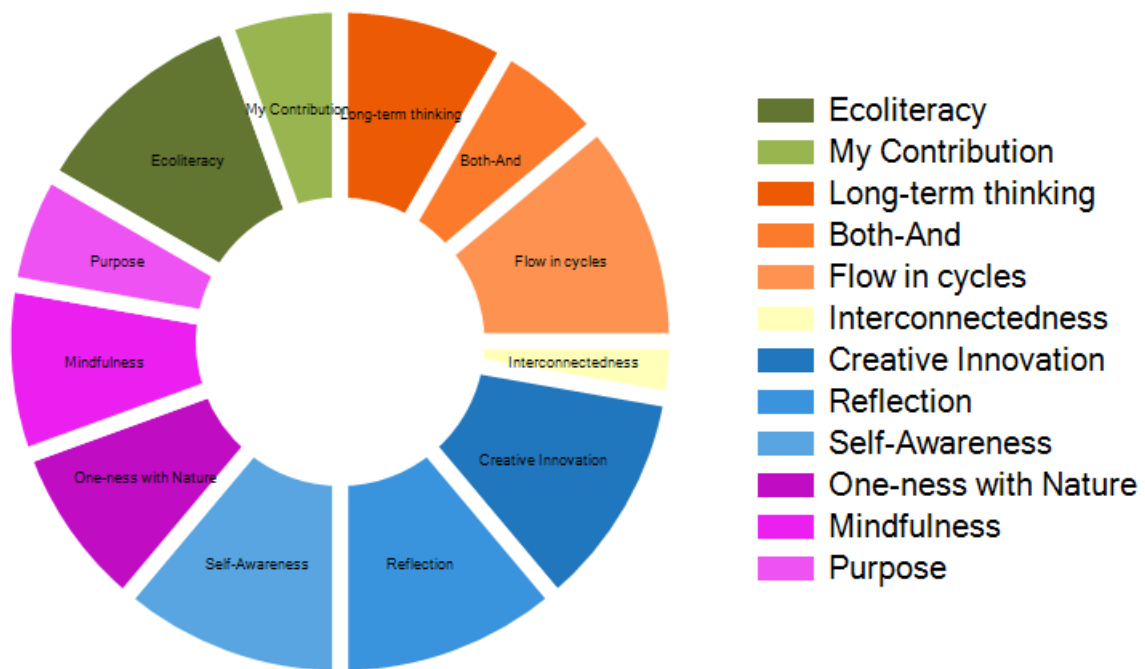 My Contribution
Long-term thinking
Ecoliteracy
Both-And
Purpose
Flow in cycles
Mindfulness
Interconnectedness
One-ness with Nature
Creative Innovation
Self-Awareness
Reflection
Ecoliteracy
My Contribution
Long-term thinking
Both-And
Flow in cycles
Interconnectedness
Creative Innovation
Reflection
Self-Awareness
One-ness with Nature
Mindfulness
Purpose